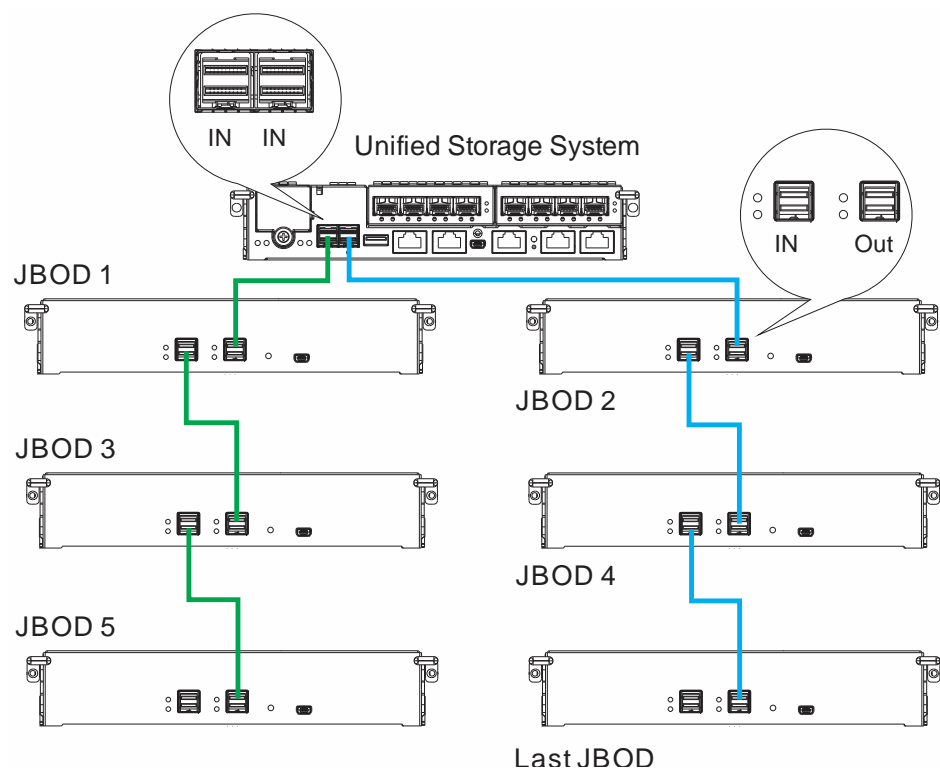 IN IN
Unified Storage System
IN Out
JBOD 1
JBOD 2
JBOD 3
JBOD 4
JBOD 5
Last JBOD